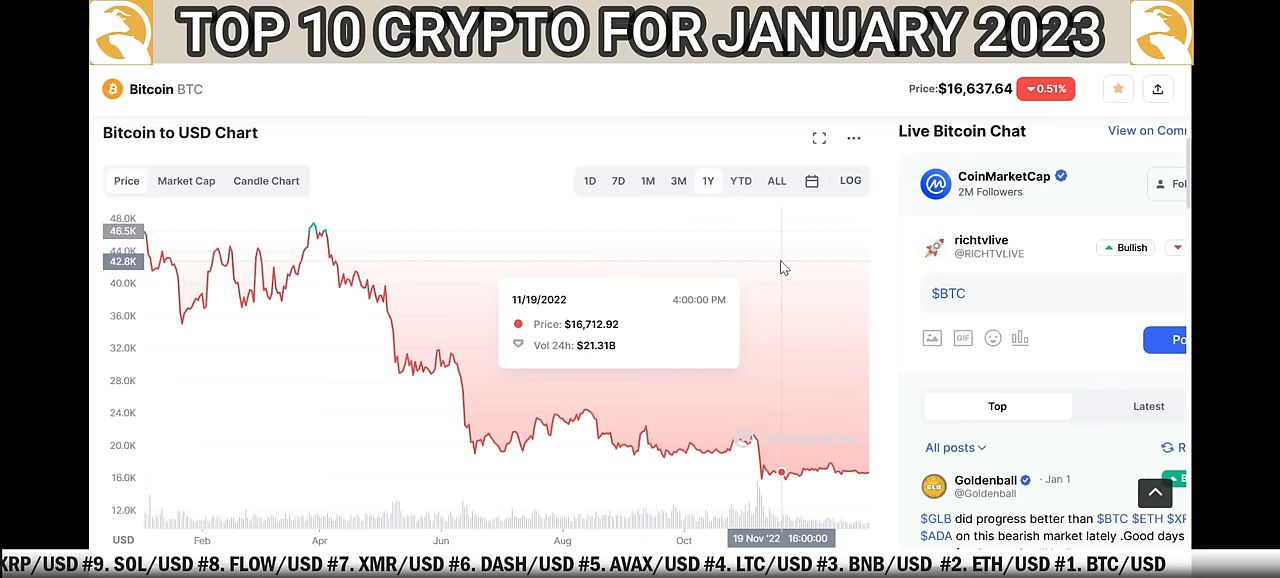 TOP 10 CRYPTO FOR JANUARY 2023
Bitcoin BTC
Price:$16,637.64
0.51%
Bitcoin to USD Chart
Live Bitcoin Chat
View on Comm
Price
Market Cap
Candle Chart
1D
7D
1M
3M
1Y
YTD
ALL
LOG
CoinMarketCap
2M Followers
Fol
48.0K
46.5K
44.0K
42.8K
40.0K
36.0K
32.0K
28.0K
24.0K
20.0K
16.0K
12.0K
richtvlive
@RICHTVLIVE
Bullish
11/19/2022
4:00:00 PM
Price: $16,712.92
Vol 24h: $21.31B
$BTC
GIF
Po
Top
Latest
All posts
R
Goldenball · Jan 1
@Goldenball
GLB
$GLB did progress better than $BTC $ETH $XR
$ADA on this bearish market lately .Good days
USD
Feb
Apr
Jun
Aug
Oct
19 Nov '22 16:00:00
XRP/USD #9. SOL/USD #8. FLOW/USD #7. XMR/USD #6. DASH/USD #5. AVAX/USD #4. LTC/USD #3. BNB/USD #2. ETH/USD #1. BTC/USD